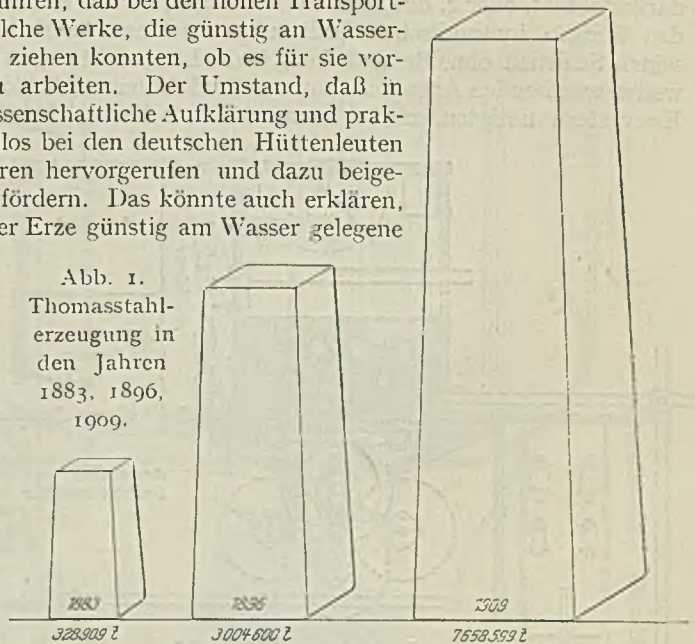 daß bei den hohen Transport-
lche Werke, die günstig an Wasser-
ziehen konnten, ob es für sie vor-
arbeiten. Der Umstand, daß in
ssenschaftliche Aufklärung und prak-
los bei den deutschen Hüttenleuten
ren hervorgerufen und dazu beige-
fördern. Das könnte auch erklären,
er Erze günstig am Wasser gelegene
Abb. 1.
Thomasstahl-
erzeugung in
den Jahren
1883, 1896,
1909.
1883
1896
1909
328909 t
3004600 t